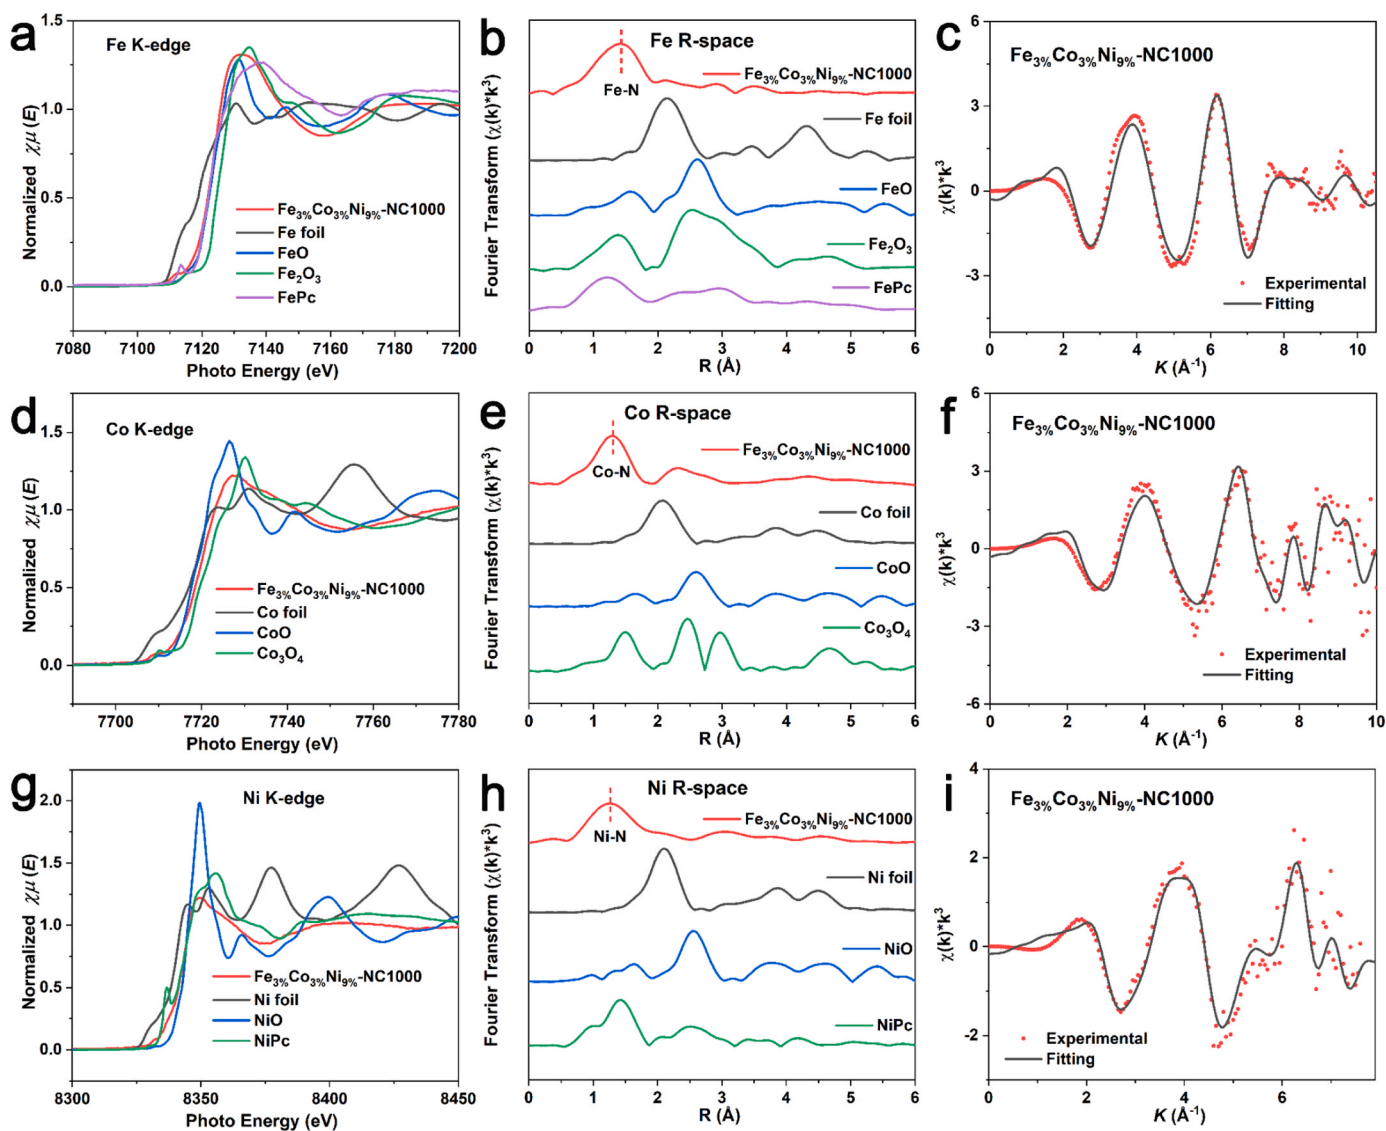 a
Fe K-edge
1.5
1.0
0.5
0.0
Normalized χμ (E)
Fe3%Co3%Ni9%-NC1000
Fe foil
FeO
Fe2O3
FePc
7080 7100 7120 7140 7160 7180 7200
Photo Energy (eV)
b
Fe R-space
Fe3%Co3%Ni9%-NC1000
Fe-N
Fe foil
FeO
Fe2O3
FePc
Fourier Transform (χ(k)*k3)
0 1 2 3 4 5 6
R (Å)
c
Fe3%Co3%Ni9%-NC1000
6
3
0
-3
χ(k)*k3
Experimental
Fitting
0 2 4 6 8 10
K (Å-1)
d
Co K-edge
1.5
1.0
0.5
0.0
Normalized χμ (E)
Fe3%Co3%Ni9%-NC1000
Co foil
CoO
Co3O4
7700 7720 7740 7760 7780
Photo Energy (eV)
e
Co R-space
Fe3%Co3%Ni9%-NC1000
Co-N
Co foil
CoO
Co3O4
Fourier Transform (χ(k)*k3)
0 1 2 3 4 5 6
R (Å)
f
Fe3%Co3%Ni9%-NC1000
6
3
0
-3
-6
χ(k)*k3
Experimental
Fitting
0 2 4 6 8 10
K (Å-1)
g
Ni K-edge
2.0
1.5
1.0
0.5
0.0
Normalized χμ (E)
Fe3%Co3%Ni9%-NC1000
Ni foil
NiO
NiPc
8300 8350 8400 8450
Photo Energy (eV)
h
Ni R-space
Fe3%Co3%Ni9%-NC1000
Ni-N
Ni foil
NiO
NiPc
Fourier Transform (χ(k)*k3)
0 1 2 3 4 5 6
R (Å)
i
Fe3%Co3%Ni9%-NC1000
4
2
0
-2
χ(k)*k3
Experimental
Fitting
0 2 4 6
K (Å-1)